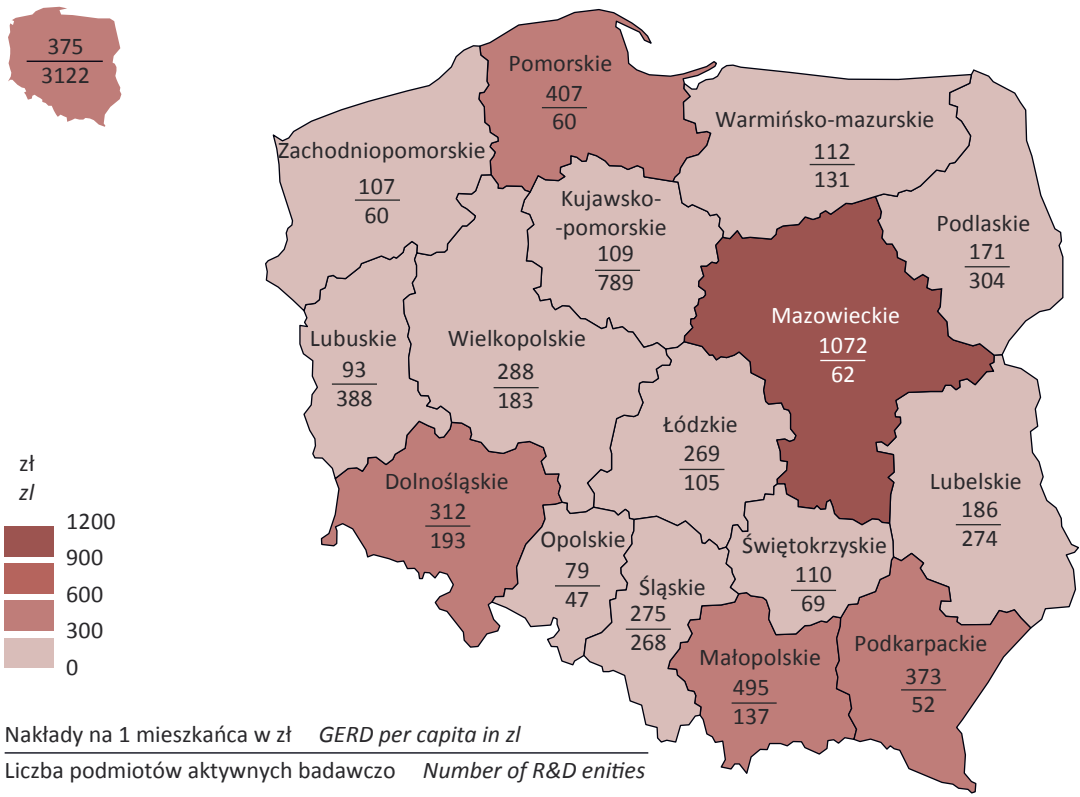 375
3122
Pomorskie
407
60
Warmińsko-mazurskie
112
131
Zachodniopomorskie
107
60
Kujawsko-
-pomorskie
109
789
Podlaskie
171
304
Mazowieckie
1072
62
Lubuskie
93
388
Wielkopolskie
288
183
Łódzkie
269
105
Lubelskie
186
274
Dolnośląskie
312
193
Opolskie
79
47
Śląskie
275
268
Świętokrzyskie
110
69
Małopolskie
495
137
Podkarpackie
373
52
zł
zl
1200
900
600
300
0
Nakłady na 1 mieszkańca w zł GERD per capita in zl
Liczba podmiotów aktywnych badawczo Number of R&D enities